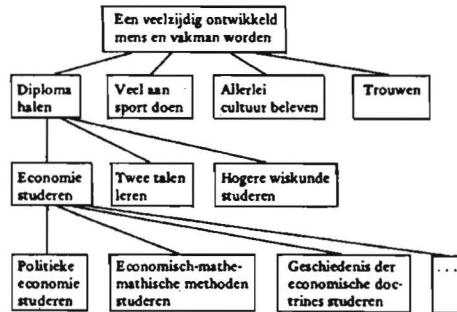 Een veelzijdig ontwikkeld
mens en vakman worden
Diploma
halen
Veel aan
sport doen
Allerlei
cultuur beleven
Trouwen
Economie
studeren
Twee talen
leren
Hogere wiskunde
studeren
Politieke
economie
studeren
Economisch-mathe-
mathische methoden
studeren
Geschiedenis der
economische doc-
trines studeren
...